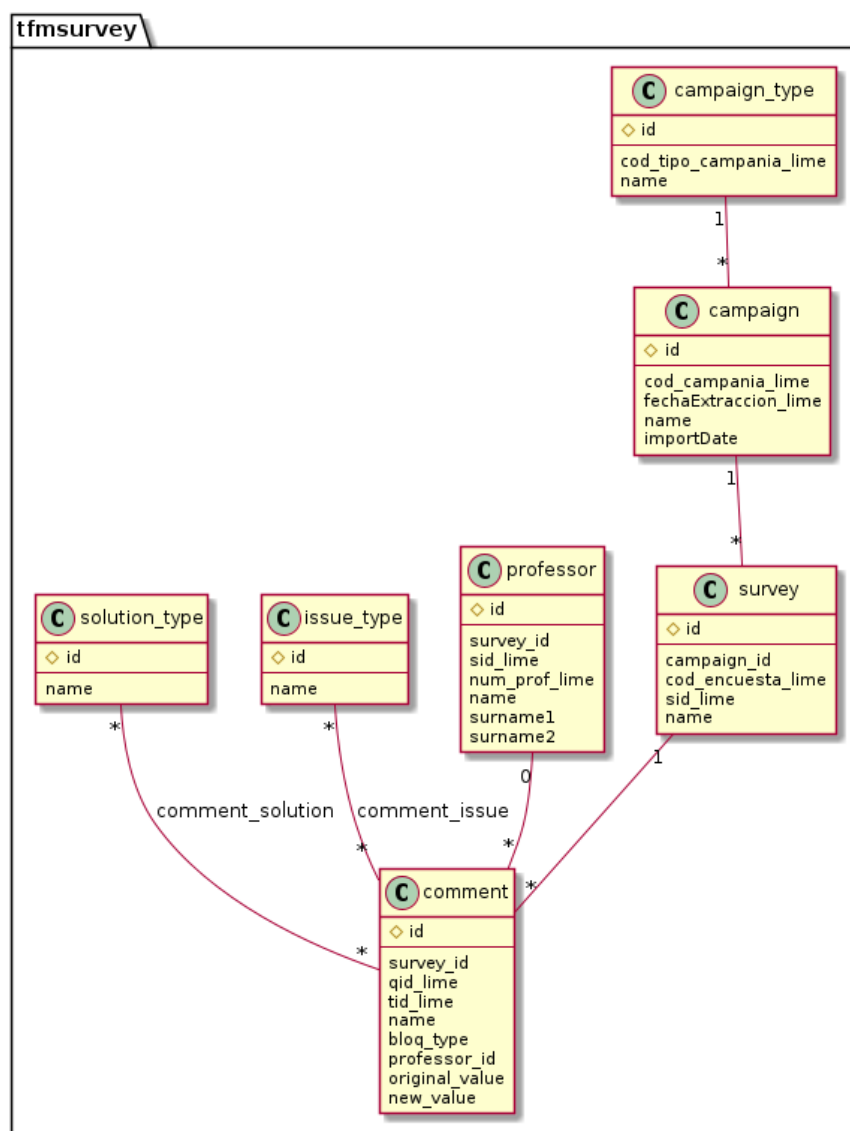 tfmsurvey
C campaign_type
id
cod_tipo_campania_lime
name
1
*
C campaign
id
cod_campania_lime
fechaExtraccion_lime
name
importDate
1
*
C survey
id
campaign_id
cod_encuesta_lime
sid_lime
name
1
C professor
id
survey_id
sid_lime
num_prof_lime
name
surname1
surname2
0
C solution_type
id
name
*
C issue_type
id
name
*
comment_solution
comment_issue
*
*
*
*
C comment
id
survey_id
qid_lime
tid_lime
name
bloq_type
professor_id
original_value
new_value